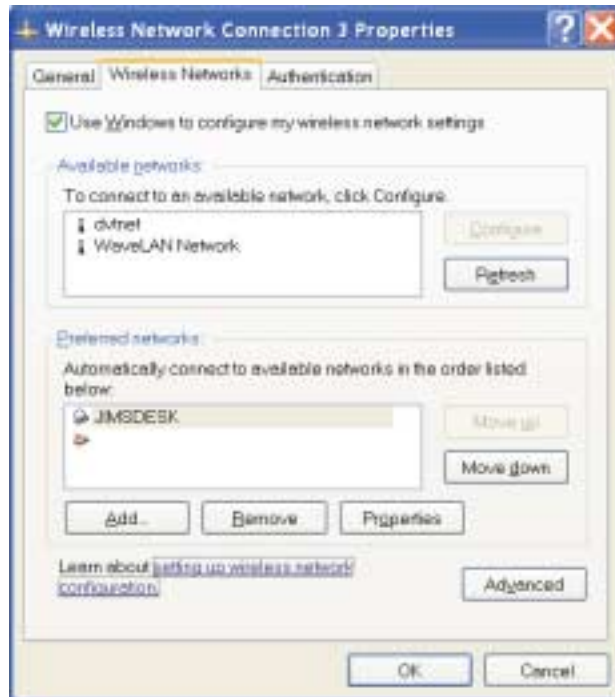 Wireless Network Connection 3 Properties
General
Wireless Networks
Authentication
Use Windows to configure my wireless network settings
Available networks:
To connect to an available network, click Configure.
dvtnet
WaveLAN Network
Configure
Refresh
Preferred networks:
Automatically connect to available networks in the order listed
below:
JIMSDESK
Move up
Move down
Add...
Remove
Properties
Learn about setting up wireless network
configuration.
Advanced
OK
Cancel